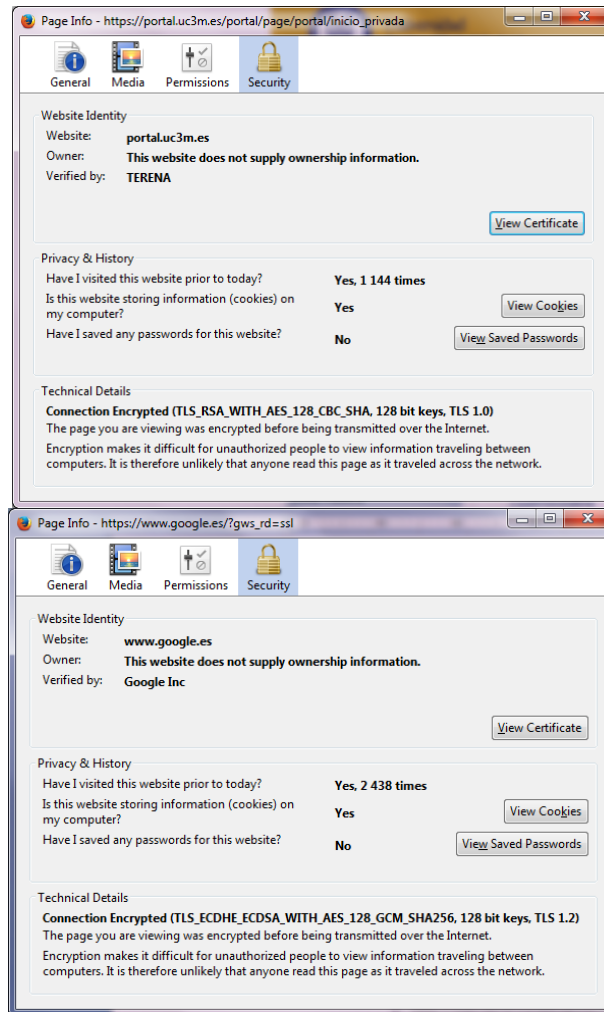 Page Info - https://portal.uc3m.es/portal/page/portal/inicio_privada
General Media Permissions Security
Website Identity
Website: portal.uc3m.es
Owner: This website does not supply ownership information.
Verified by: TERENA
View Certificate
Privacy & History
Have I visited this website prior to today? Yes, 1 144 times
Is this website storing information (cookies) on
my computer? Yes View Cookies
Have I saved any passwords for this website? No View Saved Passwords
Technical Details
Connection Encrypted (TLS_RSA_WITH_AES_128_CBC_SHA, 128 bit keys, TLS 1.0)
The page you are viewing was encrypted before being transmitted over the Internet.
Encryption makes it difficult for unauthorized people to view information traveling between
computers. It is therefore unlikely that anyone read this page as it traveled across the network.
Page Info - https://www.google.es/?gws_rd=ssl
General Media Permissions Security
Website Identity
Website: www.google.es
Owner: This website does not supply ownership information.
Verified by: Google Inc
View Certificate
Privacy & History
Have I visited this website prior to today? Yes, 2 438 times
Is this website storing information (cookies) on
my computer? Yes View Cookies
Have I saved any passwords for this website? No View Saved Passwords
Technical Details
Connection Encrypted (TLS_ECDHE_ECDSA_WITH_AES_128_GCM_SHA256, 128 bit keys, TLS 1.2)
The page you are viewing was encrypted before being transmitted over the Internet.
Encryption makes it difficult for unauthorized people to view information traveling between
computers. It is therefore unlikely that anyone read this page as it traveled across the network.